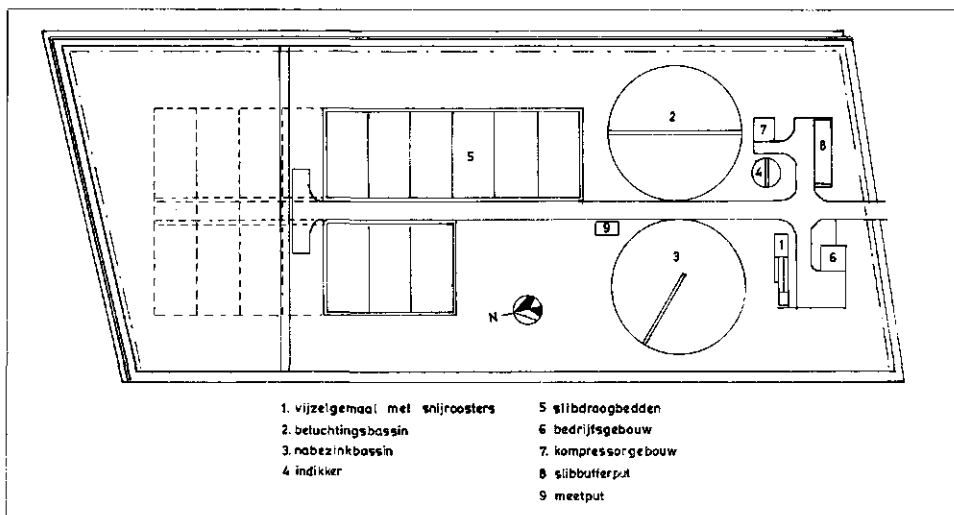 2
7
8
4
5
9
3
1
6
N
1. vijzelgemaal met snijroosters
2. beluchtingsbassin
3. nabezinkbassin
4 indikker
5 slibdroogbedden
6 bedrijfsgebouw
7. kompressorgebouw
8 slibbufferput
9 meetput